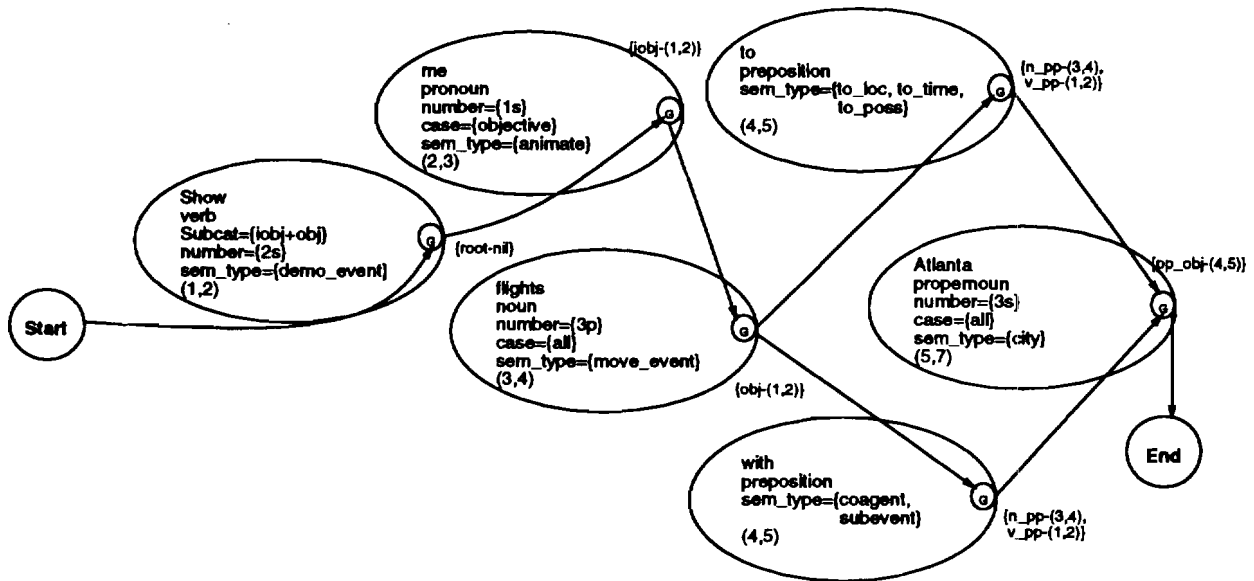 Start
Show
verb
Subcat={iobj+obj}
number={2s}
sem_type={demo_event}
(1,2)
G
{root-nil}
me
pronoun
number={1s}
case={objective}
sem_type={animate}
(2,3)
G
{iobj-(1,2)}
flights
noun
number={3p}
case={all}
sem_type={move_event}
(3,4)
G
{obj-(1,2)}
to
preposition
sem_type={to_loc, to_time,
to_poss}
(4,5)
G
{n_pp-(3,4),
v_pp-(1,2)}
with
preposition
sem_type={coagent,
subevent}
(4,5)
G
{n_pp-(3,4),
v_pp-(1,2)}
Atlanta
propernoun
number={3s}
case={all}
sem_type={city}
(5,7)
G
{pp_obj-(4,5)}
End